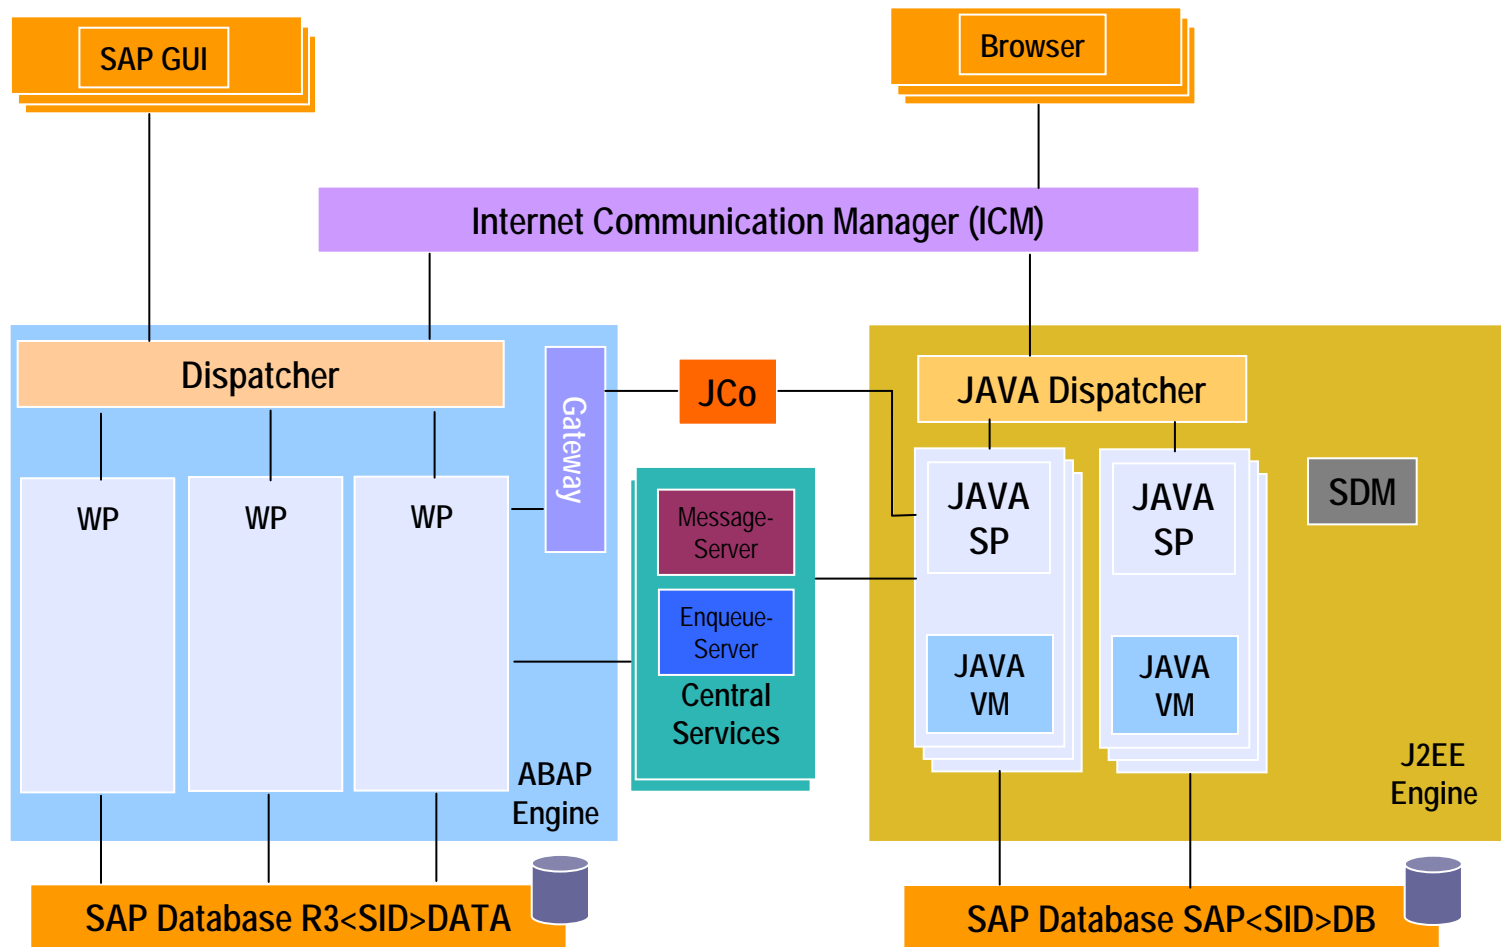 SAP GUI
Browser
Internet Communication Manager (ICM)
Dispatcher
Gateway
JCo
JAVA Dispatcher
WP
WP
WP
Message-
Server
Enqueue-
Server
Central
Services
JAVA
SP
JAVA
SP
SDM
JAVA
VM
JAVA
VM
ABAP
Engine
J2EE
Engine
SAP Database R3<SID>DATA
SAP Database SAP<SID>DB